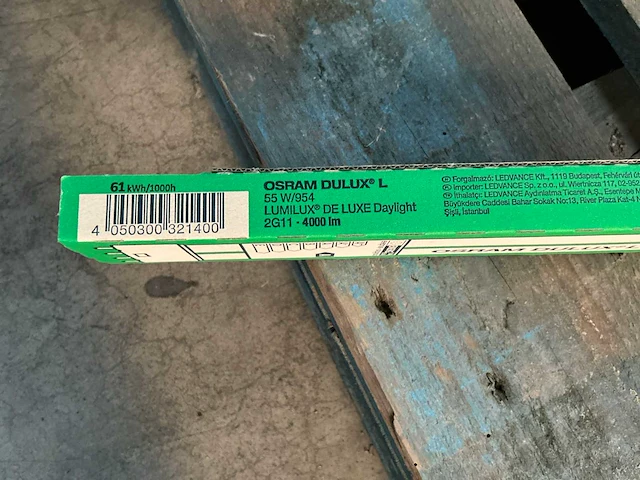 61 kWh/1000h
4 050300 321400
OSRAM DULUX® L
55 W/954
LUMILUX® DE LUXE Daylight
2G11 · 4000 lm
Forgalmazó: LEDVANCE Kft., 1119 Budapest, Fehérvári út
Importer: LEDVANCE Sp. z o.o., ul. Wiertnicza 117, 02-952
İthalatçı: LEDVANCE Aydınlatma Ticaret A.Ş., Esentepe M
Büyükdere Caddesi Bahar Sokak No:13, River Plaza Kat:4 N
Şişli, İstanbul
OSRAM DULUX